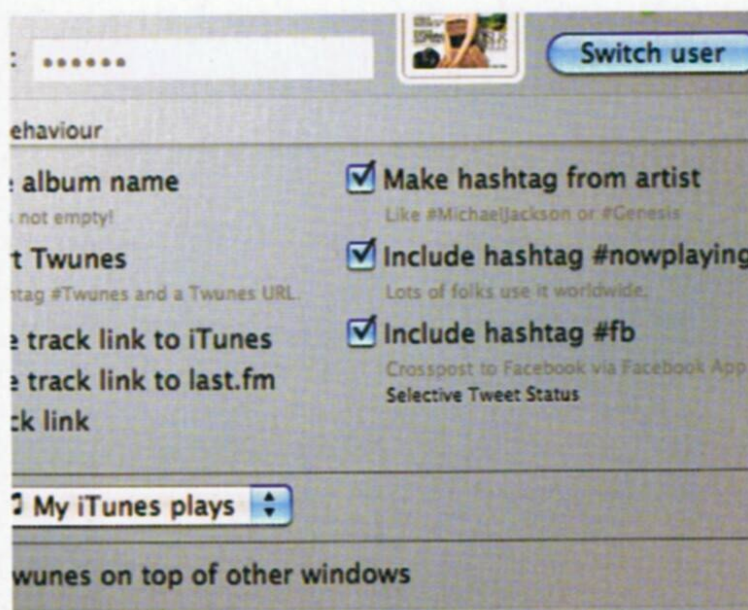 : ••••••
Switch user
ehaviour
album name
not empty!
t Twunes
htag #Twunes and a Twunes URL.
e track link to iTunes
e track link to last.fm
ck link
Make hashtag from artist
Like #MichaelJackson or #Genesis
Include hashtag #nowplaying
Lots of folks use it worldwide.
Include hashtag #fb
Crosspost to Facebook via Facebook App
Selective Tweet Status
My iTunes plays
wunes on top of other windows